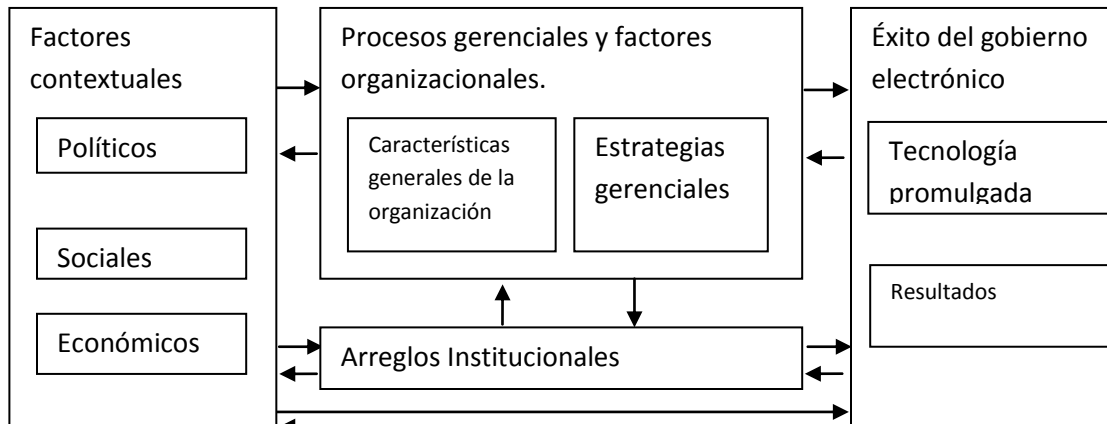 Factores
contextuales
Políticos
Sociales
Económicos
Procesos gerenciales y factores
organizacionales.
Características
generales de la
organización
Estrategias
gerenciales
Arreglos Institucionales
Éxito del gobierno
electrónico
Tecnología
promulgada
Resultados